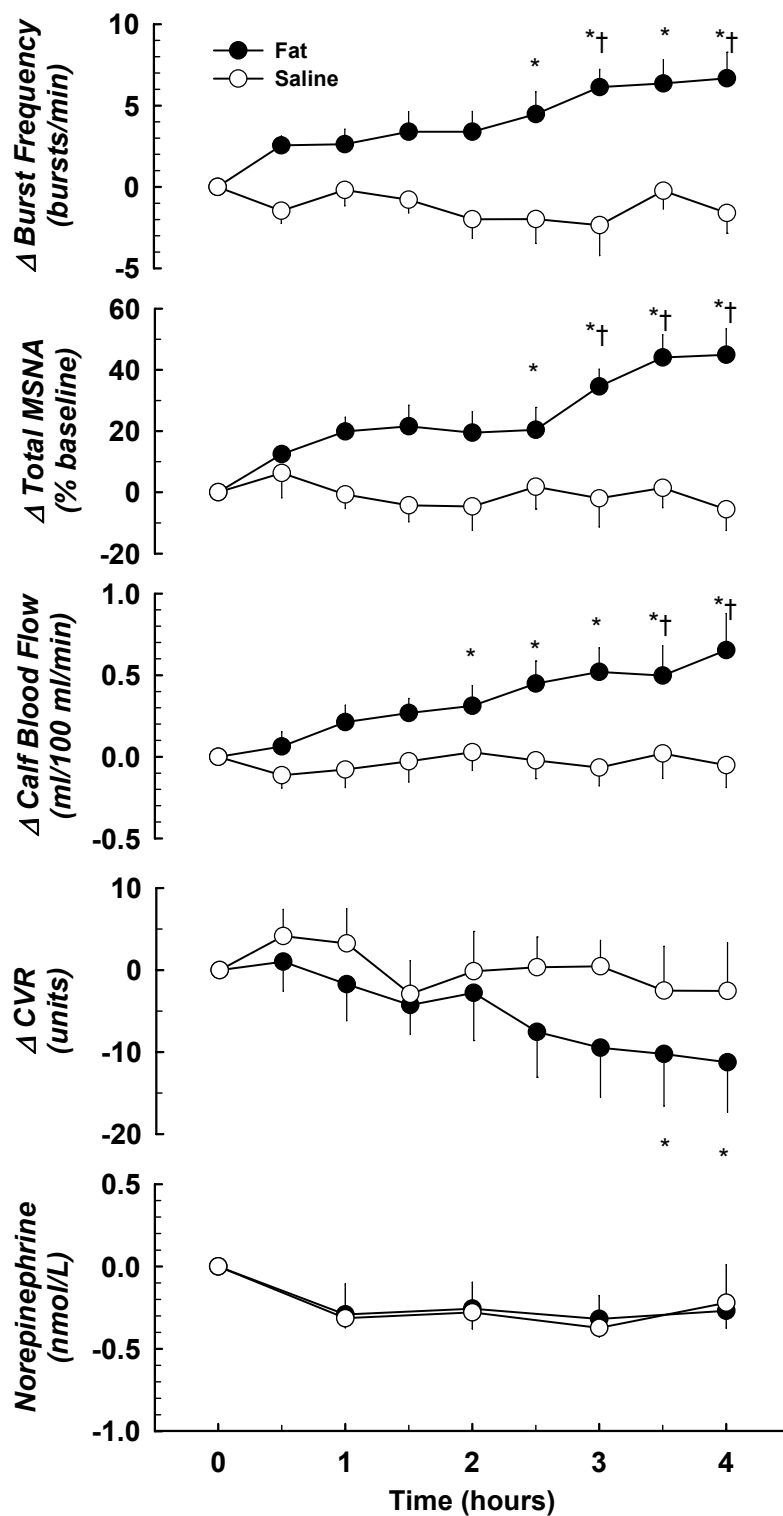 Δ Burst Frequency
(bursts/min)
10
5
0
-5
Fat
Saline
*
*†
*
*†
Δ Total MSNA
(% baseline)
60
40
20
0
-20
*
*†
*†
*†
Δ Calf Blood Flow
(ml/100 ml/min)
1.0
0.5
0.0
-0.5
*
*
*
*†
*†
Δ CVR
(units)
10
0
-10
-20
*
*
Norepinephrine
(nmol/L)
0.5
0.0
-0.5
-1.0
0 1 2 3 4
Time (hours)